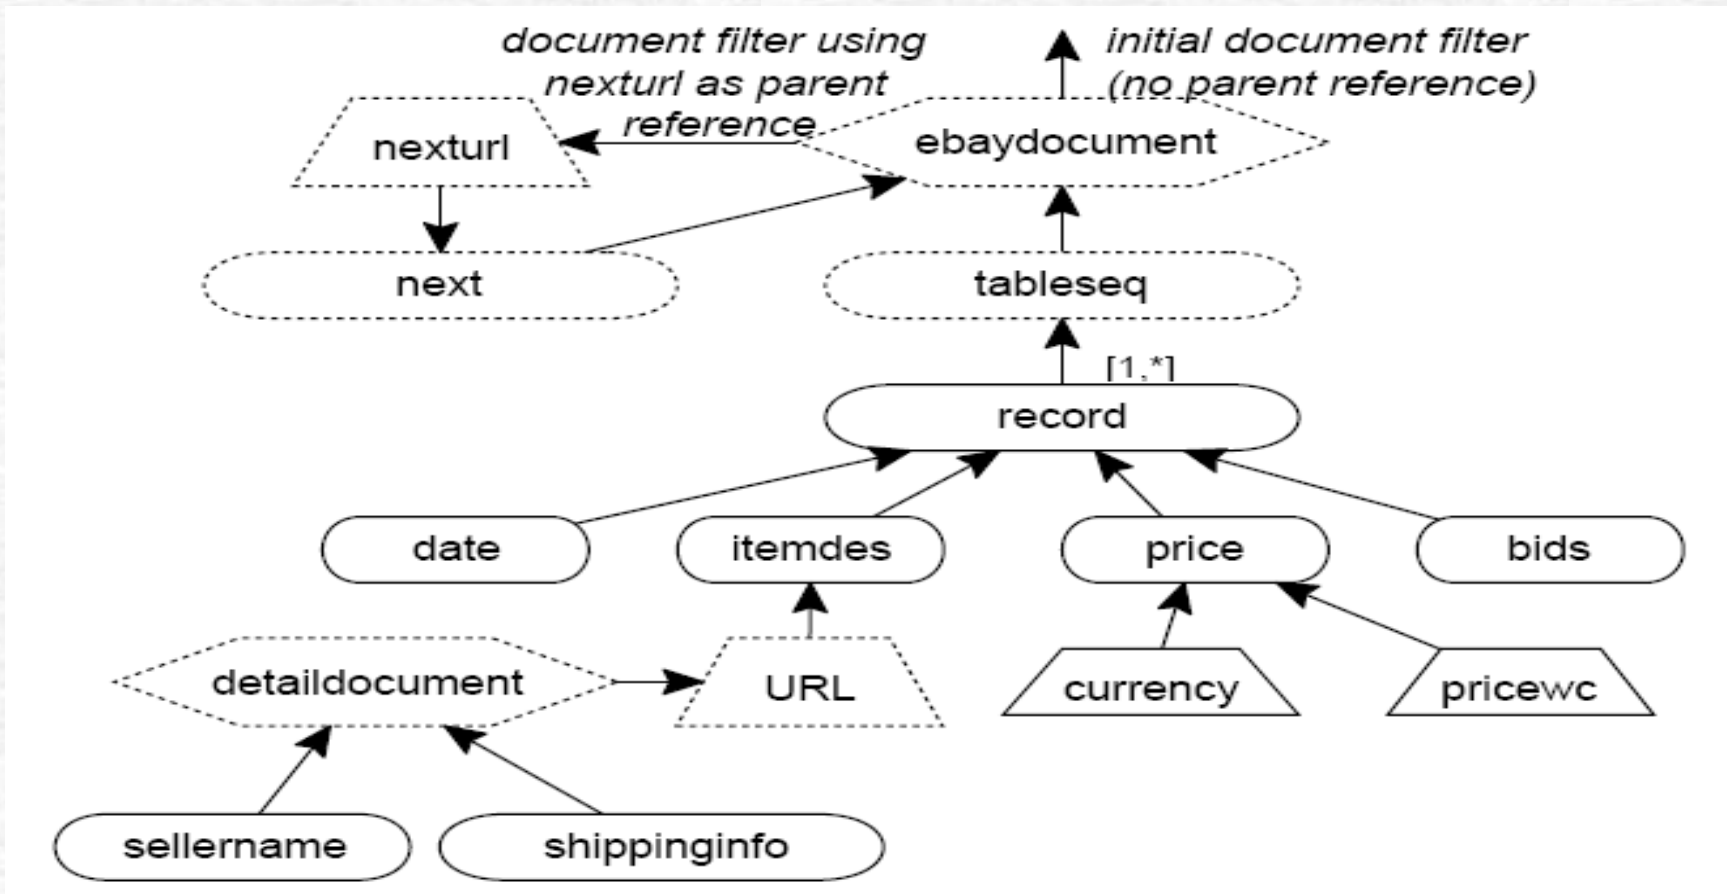 document filter using
nexturl as parent
reference
initial document filter
(no parent reference)
nexturl
ebaydocument
next
tableseq
[1,*]
record
date
itemdes
price
bids
detaildocument
URL
currency
pricewc
sellername
shippinginfo